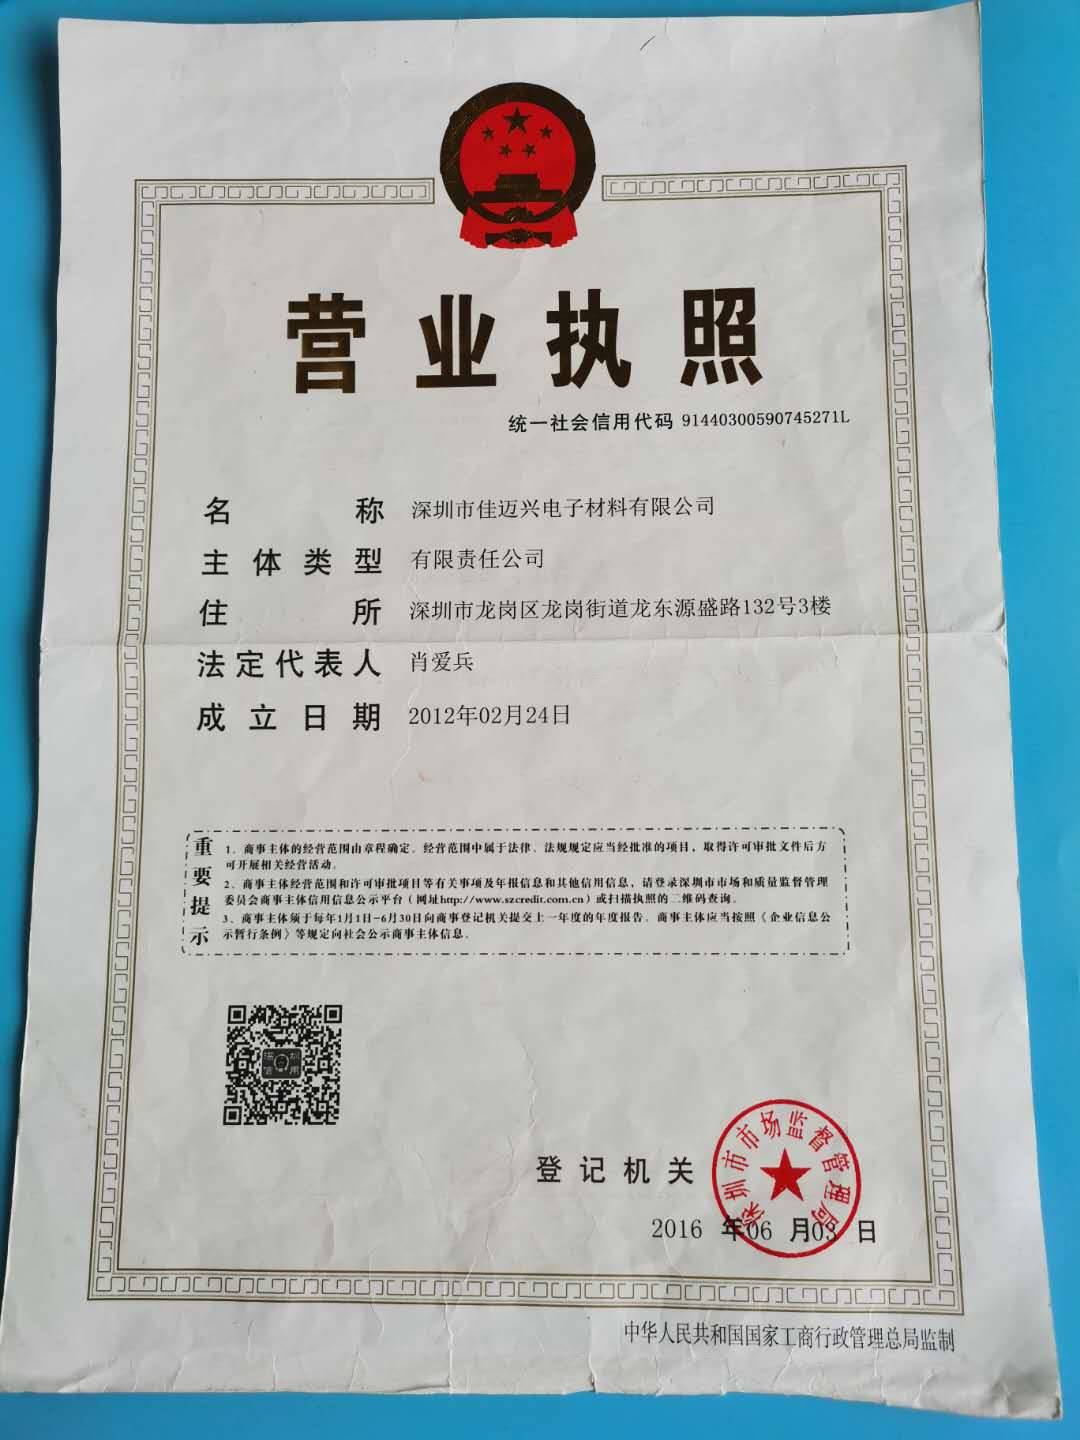 营业执照
统一社会信用代码 91440300590745271L
名称 深圳市佳迈兴电子材料有限公司
主体类型 有限责任公司
住所 深圳市龙岗区龙岗街道龙东源盛路132号3楼
法定代表人 肖爱兵
成立日期 2012年02月24日
重要提示
1、商事主体的经营范围由章程确定。经营范围中属于法律、法规规定应当经批准的项目，取得许可审批文件后方
可开展相关经营活动。
2、商事主体经营范围和许可审批项目等有关事项及年报信息和其他信用信息，请登录深圳市市场和质量监督管理
委员会商事主体信用信息公示平台（网址http://www.szcredit.com.cn）或扫描执照的二维码查询。
3、商事主体须于每年1月1日-6月30日向商事登记机关提交上一年度的年度报告。商事主体应当按照《企业信息公
示暂行条例》等规定向社会公示商事主体信息。
深圳信用
登记机关
深圳市市场监督管理局
2016 年06 月03 日
中华人民共和国国家工商行政管理总局监制